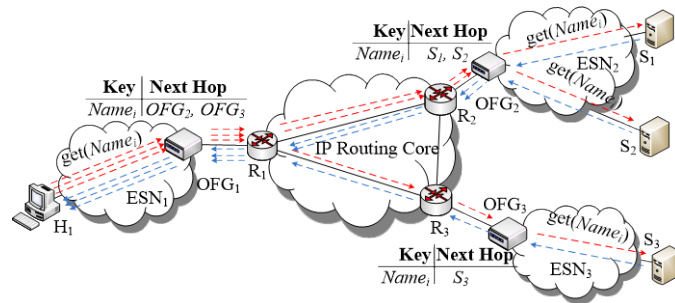 Key Next Hop
Name_i S_1, S_2
get(Name_i)
ESN_2
S_1
OFG_2
get(Name_i)
S_2
Key Next Hop
Name_i OFG_2, OFG_3
get(Name_i)
ESN_1
OFG_1
H_1
R_1
IP Routing Core
R_2
R_3
OFG_3
get(Name_i)
S_3
ESN_3
Key Next Hop
Name_i S_3